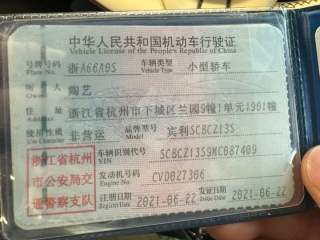 中华人民共和国机动车行驶证
Vehicle License of the People's Republic of China
号牌号码 浙A66A0S 车辆类型 小型轿车
Plate No. Vehicle Type
所有人 陶艺
Owner
住址 浙江省杭州市下城区兰园9幢1单元1901室
Address
使用性质 非营运 品牌型号 宾利SCBCZ13S
Use Character Model
浙江省杭州市公安局交通警察支队
车辆识别代号 SCBCZ13S9MC087409
VIN
发动机号码 CVD027306
Engine No.
注册日期 2021-06-22 发证日期 2021-06-22
Register Date Issue Date